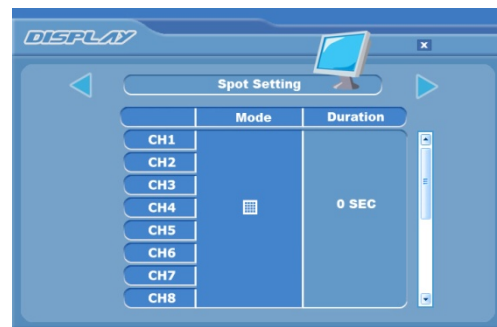 DISPLAY
Spot Setting
Mode Duration
CH1
CH2
CH3
CH4 0 SEC
CH5
CH6
CH7
CH8